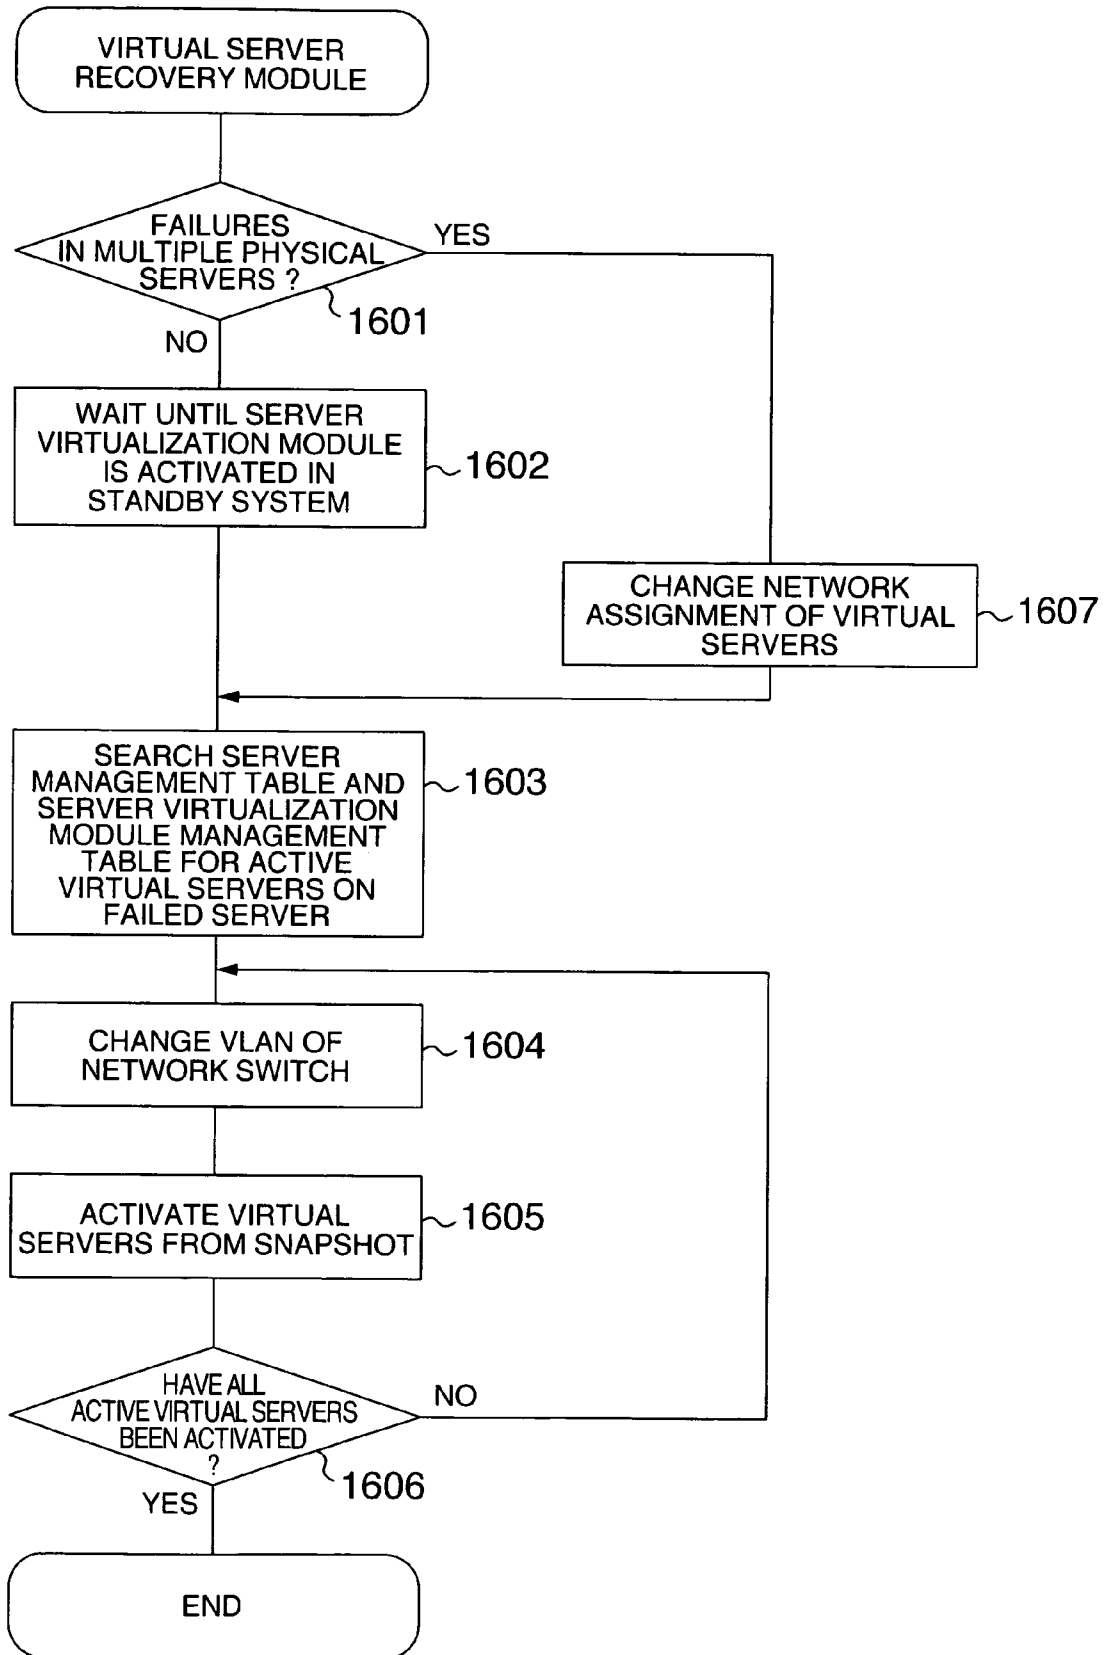 VIRTUAL SERVER
RECOVERY MODULE
FAILURES
IN MULTIPLE PHYSICAL
SERVERS ?
YES
1601
NO
WAIT UNTIL SERVER
VIRTUALIZATION MODULE
IS ACTIVATED IN
STANDBY SYSTEM
1602
CHANGE NETWORK
ASSIGNMENT OF VIRTUAL
SERVERS
1607
SEARCH SERVER
MANAGEMENT TABLE AND
SERVER VIRTUALIZATION
MODULE MANAGEMENT
TABLE FOR ACTIVE
VIRTUAL SERVERS ON
FAILED SERVER
1603
CHANGE VLAN OF
NETWORK SWITCH
1604
ACTIVATE VIRTUAL
SERVERS FROM SNAPSHOT
1605
HAVE ALL
ACTIVE VIRTUAL SERVERS
BEEN ACTIVATED
?
NO
1606
YES
END